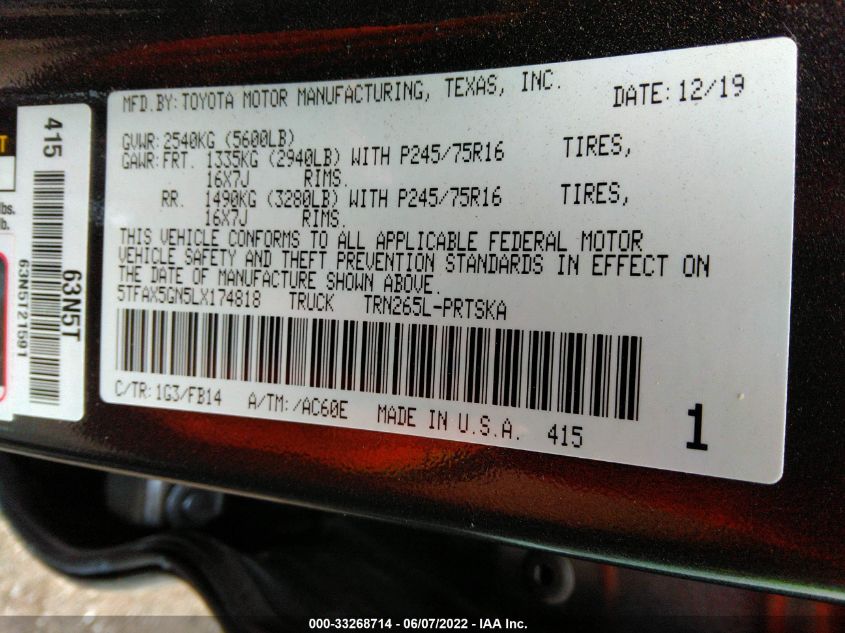 MFD.BY:TOYOTA MOTOR MANUFACTURING, TEXAS, INC. DATE:12/19
GVWR:2540KG (5600LB)
GAWR:FRT. 1335KG (2940LB) WITH P245/75R16 TIRES,
16X7J RIMS.
RR. 1490KG (3280LB) WITH P245/75R16 TIRES,
16X7J RIMS.
THIS VEHICLE CONFORMS TO ALL APPLICABLE FEDERAL MOTOR
VEHICLE SAFETY AND THEFT PREVENTION STANDARDS IN EFFECT ON
THE DATE OF MANUFACTURE SHOWN ABOVE.
5TFAX5GN5LX174818 TRUCK TRN265L-PRTSKA
C/TR:1G3/FB14 A/TM:/AC60E MADE IN U.S.A. 415 1
415
63N5T
63N5121591
lbs.
lb.
000-33268714 - 06/07/2022 - IAA Inc.